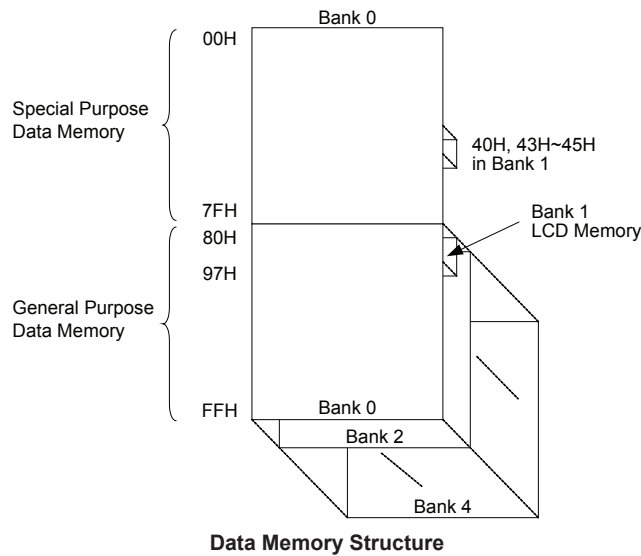 Bank 0
00H
Special Purpose
Data Memory
40H, 43H~45H
in Bank 1
7FH
80H
Bank 1
LCD Memory
97H
General Purpose
Data Memory
FFH
Bank 0
Bank 2
Bank 4
Data Memory Structure